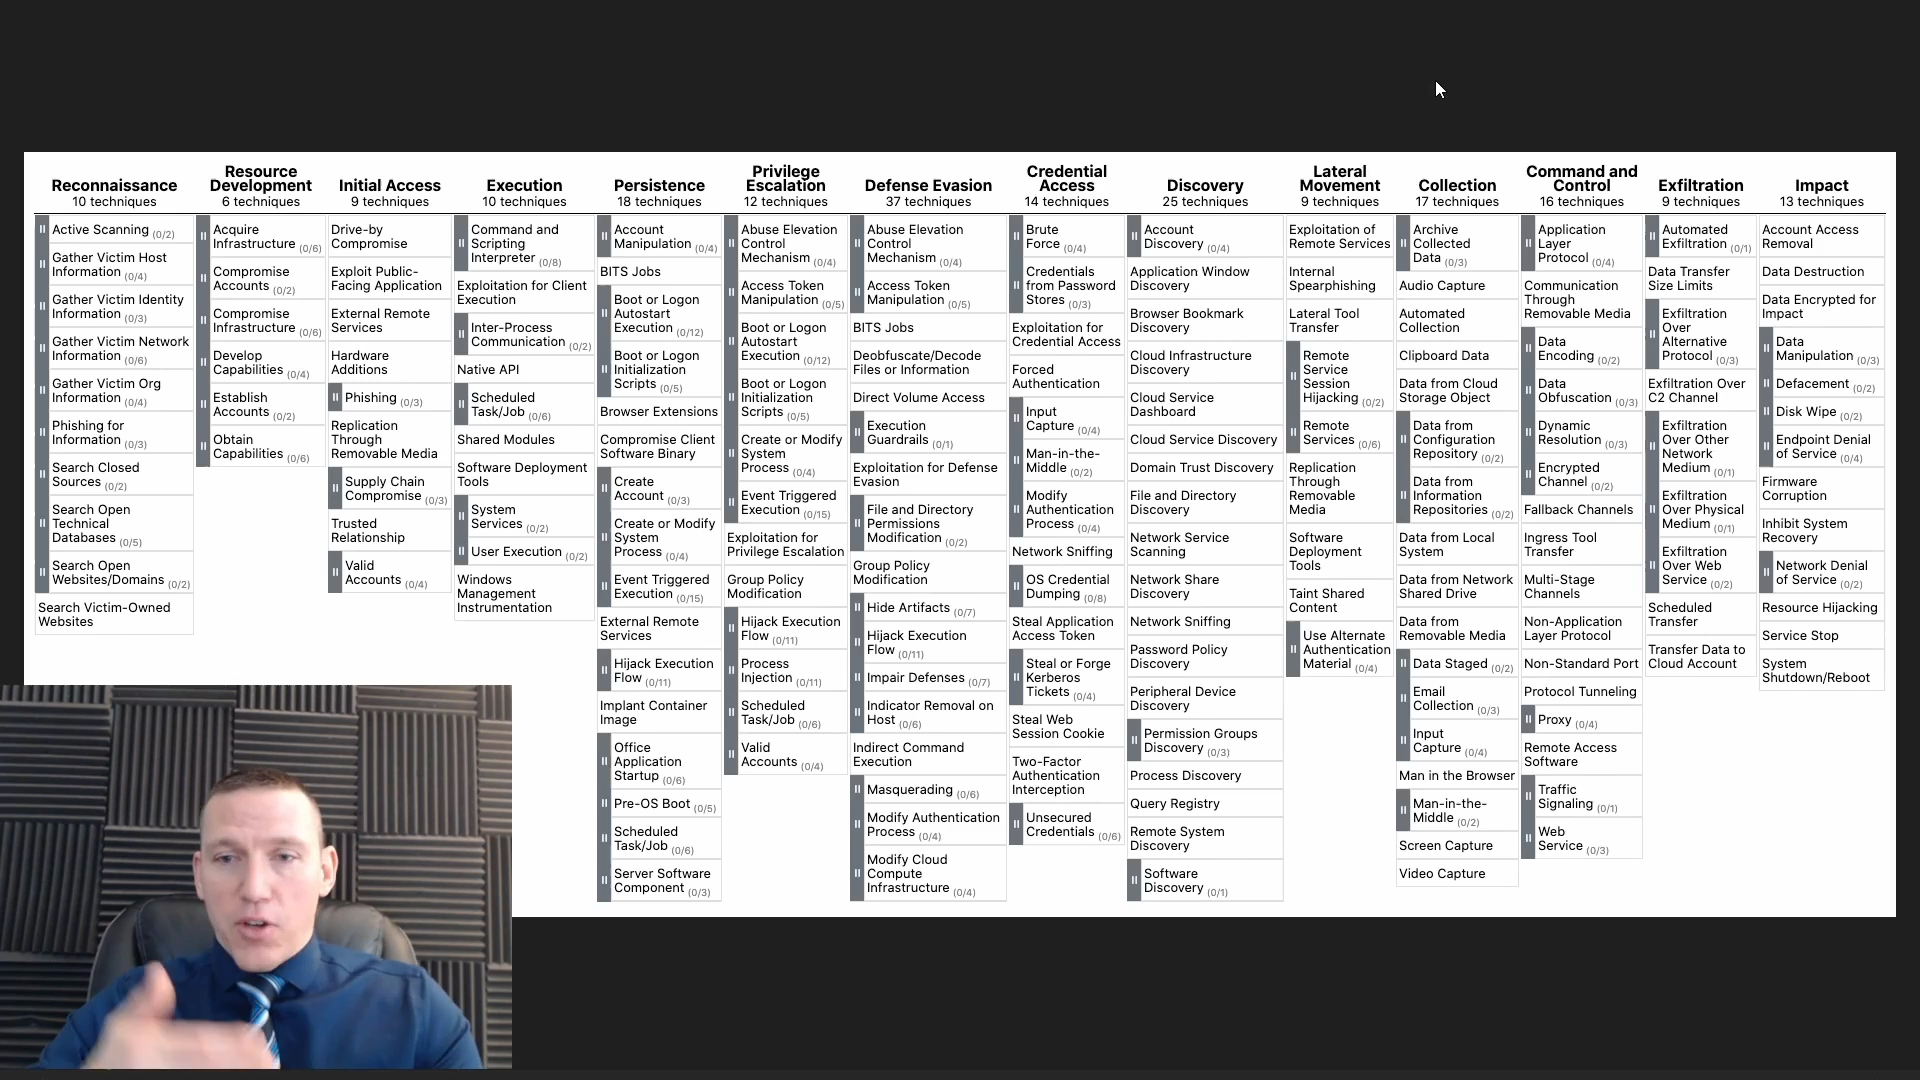 Reconnaissance
10 techniques
Active Scanning (0/2)
Gather Victim Host
Information (0/4)
Gather Victim Identity
Information (0/3)
Gather Victim Network
Information (0/6)
Gather Victim Org
Information (0/4)
Phishing for
Information (0/3)
Search Closed
Sources (0/2)
Search Open
Technical
Databases (0/5)
Search Open
Websites/Domains (0/2)
Search Victim-Owned
Websites
Resource
Development
6 techniques
Acquire
Infrastructure (0/6)
Compromise
Accounts (0/2)
Compromise
Infrastructure (0/6)
Develop
Capabilities (0/4)
Establish
Accounts (0/2)
Obtain
Capabilities (0/6)
Initial Access
9 techniques
Drive-by
Compromise
Exploit Public-
Facing Application
External Remote
Services
Hardware
Additions
Phishing (0/3)
Replication
Through
Removable Media
Supply Chain
Compromise (0/3)
Trusted
Relationship
Valid
Accounts (0/4)
Execution
10 techniques
Command and
Scripting
Interpreter (0/8)
Exploitation for Client
Execution
Inter-Process
Communication (0/2)
Native API
Scheduled
Task/Job (0/6)
Shared Modules
Software Deployment
Tools
System
Services (0/2)
User Execution (0/2)
Windows
Management
Instrumentation
Persistence
18 techniques
Account
Manipulation (0/4)
BITS Jobs
Boot or Logon
Autostart
Execution (0/12)
Boot or Logon
Initialization
Scripts (0/5)
Browser Extensions
Compromise Client
Software Binary
Create
Account (0/3)
Create or Modify
System
Process (0/4)
Event Triggered
Execution (0/15)
External Remote
Services
Hijack Execution
Flow (0/11)
Implant Container
Image
Office
Application
Startup (0/6)
Pre-OS Boot (0/5)
Scheduled
Task/Job (0/6)
Server Software
Component (0/3)
Privilege
Escalation
12 techniques
Abuse Elevation
Control
Mechanism (0/4)
Access Token
Manipulation (0/5)
Boot or Logon
Autostart
Execution (0/12)
Boot or Logon
Initialization
Scripts (0/5)
Create or Modify
System
Process (0/4)
Event Triggered
Execution (0/15)
Exploitation for
Privilege Escalation
Group Policy
Modification
Hijack Execution
Flow (0/11)
Process
Injection (0/11)
Scheduled
Task/Job (0/6)
Valid
Accounts (0/4)
Defense Evasion
37 techniques
Abuse Elevation
Control
Mechanism (0/4)
Access Token
Manipulation (0/5)
BITS Jobs
Deobfuscate/Decode
Files or Information
Direct Volume Access
Execution
Guardrails (0/1)
Exploitation for Defense
Evasion
File and Directory
Permissions
Modification (0/2)
Group Policy
Modification
Hide Artifacts (0/7)
Hijack Execution
Flow (0/11)
Impair Defenses (0/7)
Indicator Removal on
Host (0/6)
Indirect Command
Execution
Masquerading (0/6)
Modify Authentication
Process (0/4)
Modify Cloud
Compute
Infrastructure (0/4)
Credential
Access
14 techniques
Brute
Force (0/4)
Credentials
from Password
Stores (0/3)
Exploitation for
Credential Access
Forced
Authentication
Input
Capture (0/4)
Man-in-the-
Middle (0/2)
Modify
Authentication
Process (0/4)
Network Sniffing
OS Credential
Dumping (0/8)
Steal Application
Access Token
Steal or Forge
Kerberos
Tickets (0/4)
Steal Web
Session Cookie
Two-Factor
Authentication
Interception
Unsecured
Credentials (0/6)
Discovery
25 techniques
Account
Discovery (0/4)
Application Window
Discovery
Browser Bookmark
Discovery
Cloud Infrastructure
Discovery
Cloud Service
Dashboard
Cloud Service Discovery
Domain Trust Discovery
File and Directory
Discovery
Network Service
Scanning
Network Share
Discovery
Network Sniffing
Password Policy
Discovery
Peripheral Device
Discovery
Permission Groups
Discovery (0/3)
Process Discovery
Query Registry
Remote System
Discovery
Software
Discovery (0/1)
Lateral
Movement
9 techniques
Exploitation of
Remote Services
Internal
Spearphishing
Lateral Tool
Transfer
Remote
Service
Session
Hijacking (0/2)
Remote
Services (0/6)
Replication
Through
Removable
Media
Software
Deployment
Tools
Taint Shared
Content
Use Alternate
Authentication
Material (0/4)
Collection
17 techniques
Archive
Collected
Data (0/3)
Audio Capture
Automated
Collection
Clipboard Data
Data from Cloud
Storage Object
Data from
Configuration
Repository (0/2)
Data from
Information
Repositories (0/2)
Data from Local
System
Data from Network
Shared Drive
Data from
Removable Media
Data Staged (0/2)
Email
Collection (0/3)
Input
Capture (0/4)
Man in the Browser
Man-in-the-
Middle (0/2)
Screen Capture
Video Capture
Command and
Control
16 techniques
Application
Layer
Protocol (0/4)
Communication
Through
Removable Media
Data
Encoding (0/2)
Data
Obfuscation (0/3)
Dynamic
Resolution (0/3)
Encrypted
Channel (0/2)
Fallback Channels
Ingress Tool
Transfer
Multi-Stage
Channels
Non-Application
Layer Protocol
Non-Standard Port
Protocol Tunneling
Proxy (0/4)
Remote Access
Software
Traffic
Signaling (0/1)
Web
Service (0/3)
Exfiltration
9 techniques
Automated
Exfiltration (0/1)
Data Transfer
Size Limits
Exfiltration
Over
Alternative
Protocol (0/3)
Exfiltration Over
C2 Channel
Exfiltration
Over Other
Network
Medium (0/1)
Exfiltration
Over Physical
Medium (0/1)
Exfiltration
Over Web
Service (0/2)
Scheduled
Transfer
Transfer Data to
Cloud Account
Impact
13 techniques
Account Access
Removal
Data Destruction
Data Encrypted for
Impact
Data
Manipulation (0/3)
Defacement (0/2)
Disk Wipe (0/2)
Endpoint Denial
of Service (0/4)
Firmware
Corruption
Inhibit System
Recovery
Network Denial
of Service (0/2)
Resource Hijacking
Service Stop
System
Shutdown/Reboot